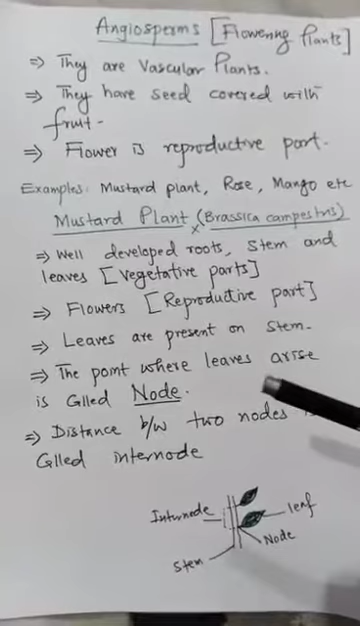 Angiosperms [Flowering Plants]
⇒ They are Vascular Plants.
⇒ They have seed covered with
fruit-
⇒ Flower is reproductive part.
Examples: Mustard plant, Rose, Mango etc
Mustard Plant (Brassica campestris)
⇒ Well developed roots, stem and
leaves [Vegetative parts]
⇒ Flowers [Reproductive part]
⇒ Leaves are present on stem-
⇒ The point where leaves arise
is Called Node.
⇒ Distance b/w two nodes
Called internode
Internode
leaf
Node
Stem